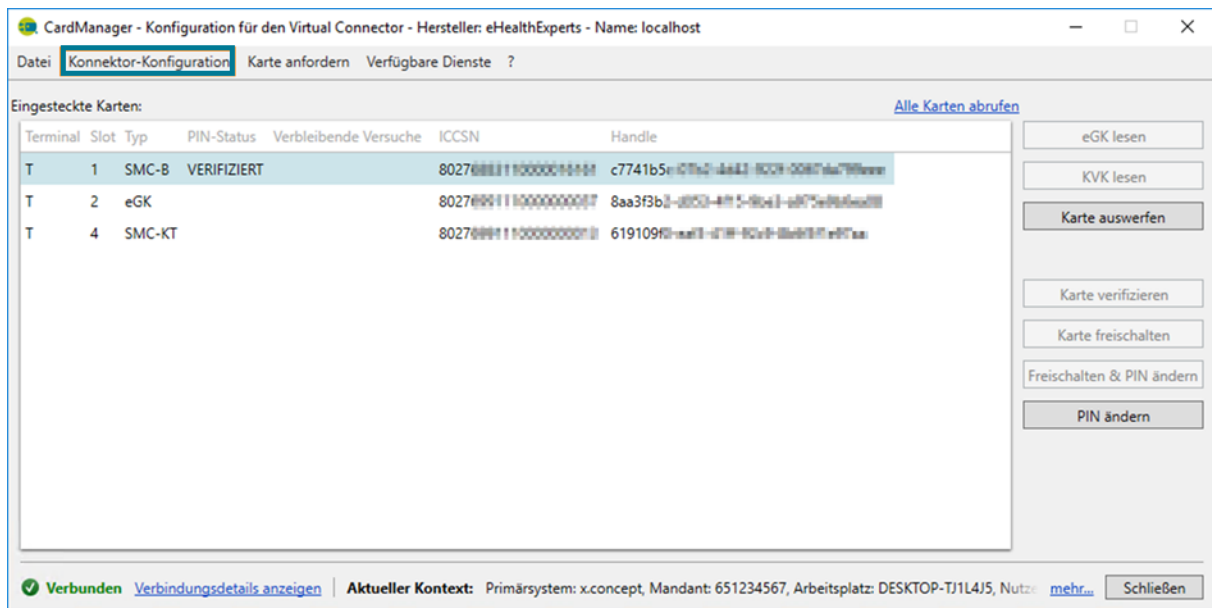 CardManager - Konfiguration für den Virtual Connector - Hersteller: eHealthExperts - Name: localhost
Datei Konnektor-Konfiguration Karte anfordern Verfügbare Dienste ?
Eingesteckte Karten: Alle Karten abrufen
Terminal Slot Typ PIN-Status Verbleibende Versuche ICCSN Handle
T 1 SMC-B VERIFIZIERT
T 2 eGK
T 4 SMC-KT
eGK lesen
KVK lesen
Karte auswerfen
Karte verifizieren
Karte freischalten
Freischalten & PIN ändern
PIN ändern
Verbunden Verbindungsdetails anzeigen Aktueller Kontext: Primärsystem: x.concept, Mandant: 651234567, Arbeitsplatz: DESKTOP-TJ1L4J5, mehr... Schließen